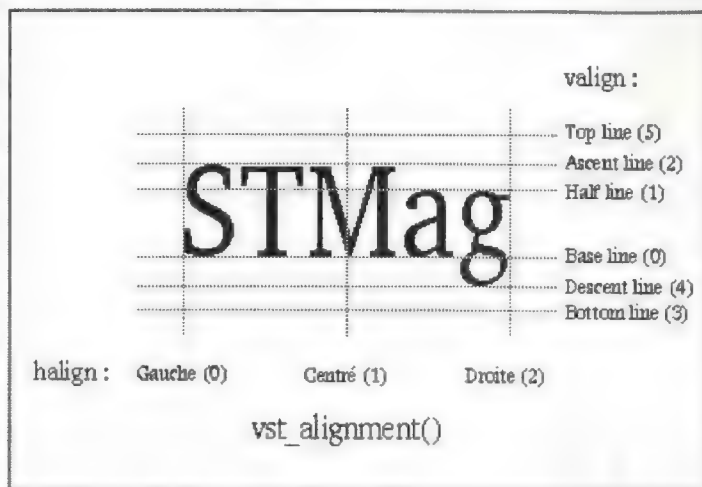 valign :
Top line (5)
Ascent line (2)
Half line (1)
STMag
Base line (0)
Descent line (4)
Bottom line (3)
halign : Gauche (0) Centré (1) Droite (2)
vst_alignment()